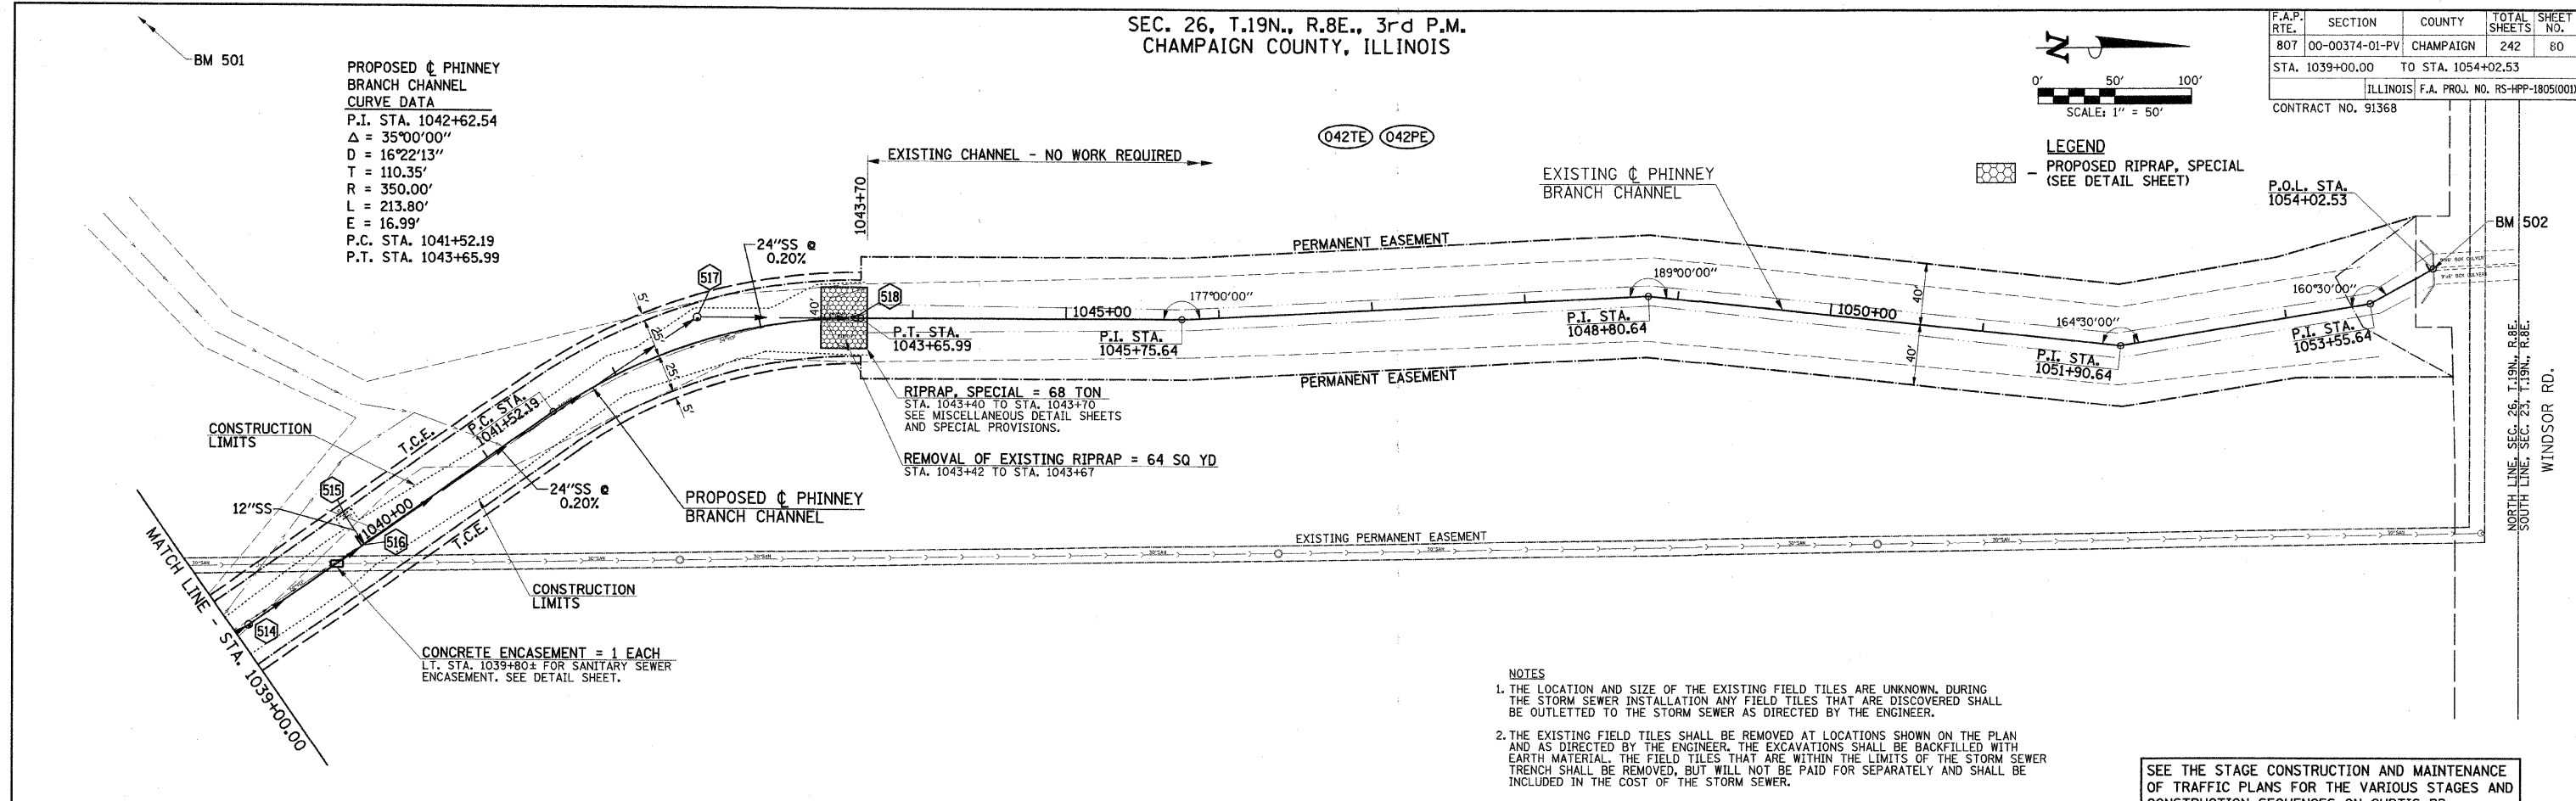 SEC. 26, T.19N., R.8E., 3rd P.M.
CHAMPAIGN COUNTY, ILLINOIS
F.A.P. RTE. SECTION COUNTY TOTAL SHEETS SHEET NO.
807 00-00374-01-PV CHAMPAIGN 242 80
STA. 1039+00.00 TO STA. 1054+02.53
ILLINOIS F.A. PROJ. NO. RS-HPP-1805(001)
CONTRACT NO. 91368
N
0' 50' 100'
SCALE: 1" = 50'
LEGEND
- PROPOSED RIPRAP, SPECIAL
(SEE DETAIL SHEET)
BM 501
PROPOSED ℄ PHINNEY
BRANCH CHANNEL
CURVE DATA
P.I. STA. 1042+62.54
Δ = 35°00'00"
D = 16°22'13"
T = 110.35'
R = 350.00'
L = 213.80'
E = 16.99'
P.C. STA. 1041+52.19
P.T. STA. 1043+65.99
EXISTING CHANNEL - NO WORK REQUIRED
1043+70
042TE 042PE
EXISTING ℄ PHINNEY
BRANCH CHANNEL
P.O.L. STA.
1054+02.53
BM 502
24"SS @
0.20%
517
518
5'
25'
25'
5'
40'
PERMANENT EASEMENT
177°00'00"
189°00'00"
164°30'00"
160°30'00"
1045+00
1050+00
40'
40'
P.T. STA.
1043+65.99
P.I. STA.
1045+75.64
P.I. STA.
1048+80.64
P.I. STA.
1051+90.64
P.I. STA.
1053+55.64
PERMANENT EASEMENT
RIPRAP, SPECIAL = 68 TON
STA. 1043+40 TO STA. 1043+70
SEE MISCELLANEOUS DETAIL SHEETS
AND SPECIAL PROVISIONS.
REMOVAL OF EXISTING RIPRAP = 64 SQ YD
STA. 1043+42 TO STA. 1043+67
CONSTRUCTION
LIMITS
T.C.E.
P.C. STA.
1041+52.19
515
12"SS
1040+00
516
24"SS @
0.20%
PROPOSED ℄ PHINNEY
BRANCH CHANNEL
T.C.E.
EXISTING PERMANENT EASEMENT
CONSTRUCTION
LIMITS
514
MATCH LINE - STA. 1039+00.00
CONCRETE ENCASEMENT = 1 EACH
LT. STA. 1039+80± FOR SANITARY SEWER
ENCASEMENT. SEE DETAIL SHEET.
NORTH LINE, SEC. 26, T.19N., R.8E.
SOUTH LINE, SEC. 23, T.19N., R.8E.
WINDSOR RD.
NOTES
1. THE LOCATION AND SIZE OF THE EXISTING FIELD TILES ARE UNKNOWN. DURING
THE STORM SEWER INSTALLATION ANY FIELD TILES THAT ARE DISCOVERED SHALL
BE OUTLETTED TO THE STORM SEWER AS DIRECTED BY THE ENGINEER.
2. THE EXISTING FIELD TILES SHALL BE REMOVED AT LOCATIONS SHOWN ON THE PLAN
AND AS DIRECTED BY THE ENGINEER. THE EXCAVATIONS SHALL BE BACKFILLED WITH
EARTH MATERIAL. THE FIELD TILES THAT ARE WITHIN THE LIMITS OF THE STORM SEWER
TRENCH SHALL BE REMOVED, BUT WILL NOT BE PAID FOR SEPARATELY AND SHALL BE
INCLUDED IN THE COST OF THE STORM SEWER.
SEE THE STAGE CONSTRUCTION AND MAINTENANCE
OF TRAFFIC PLANS FOR THE VARIOUS STAGES AND